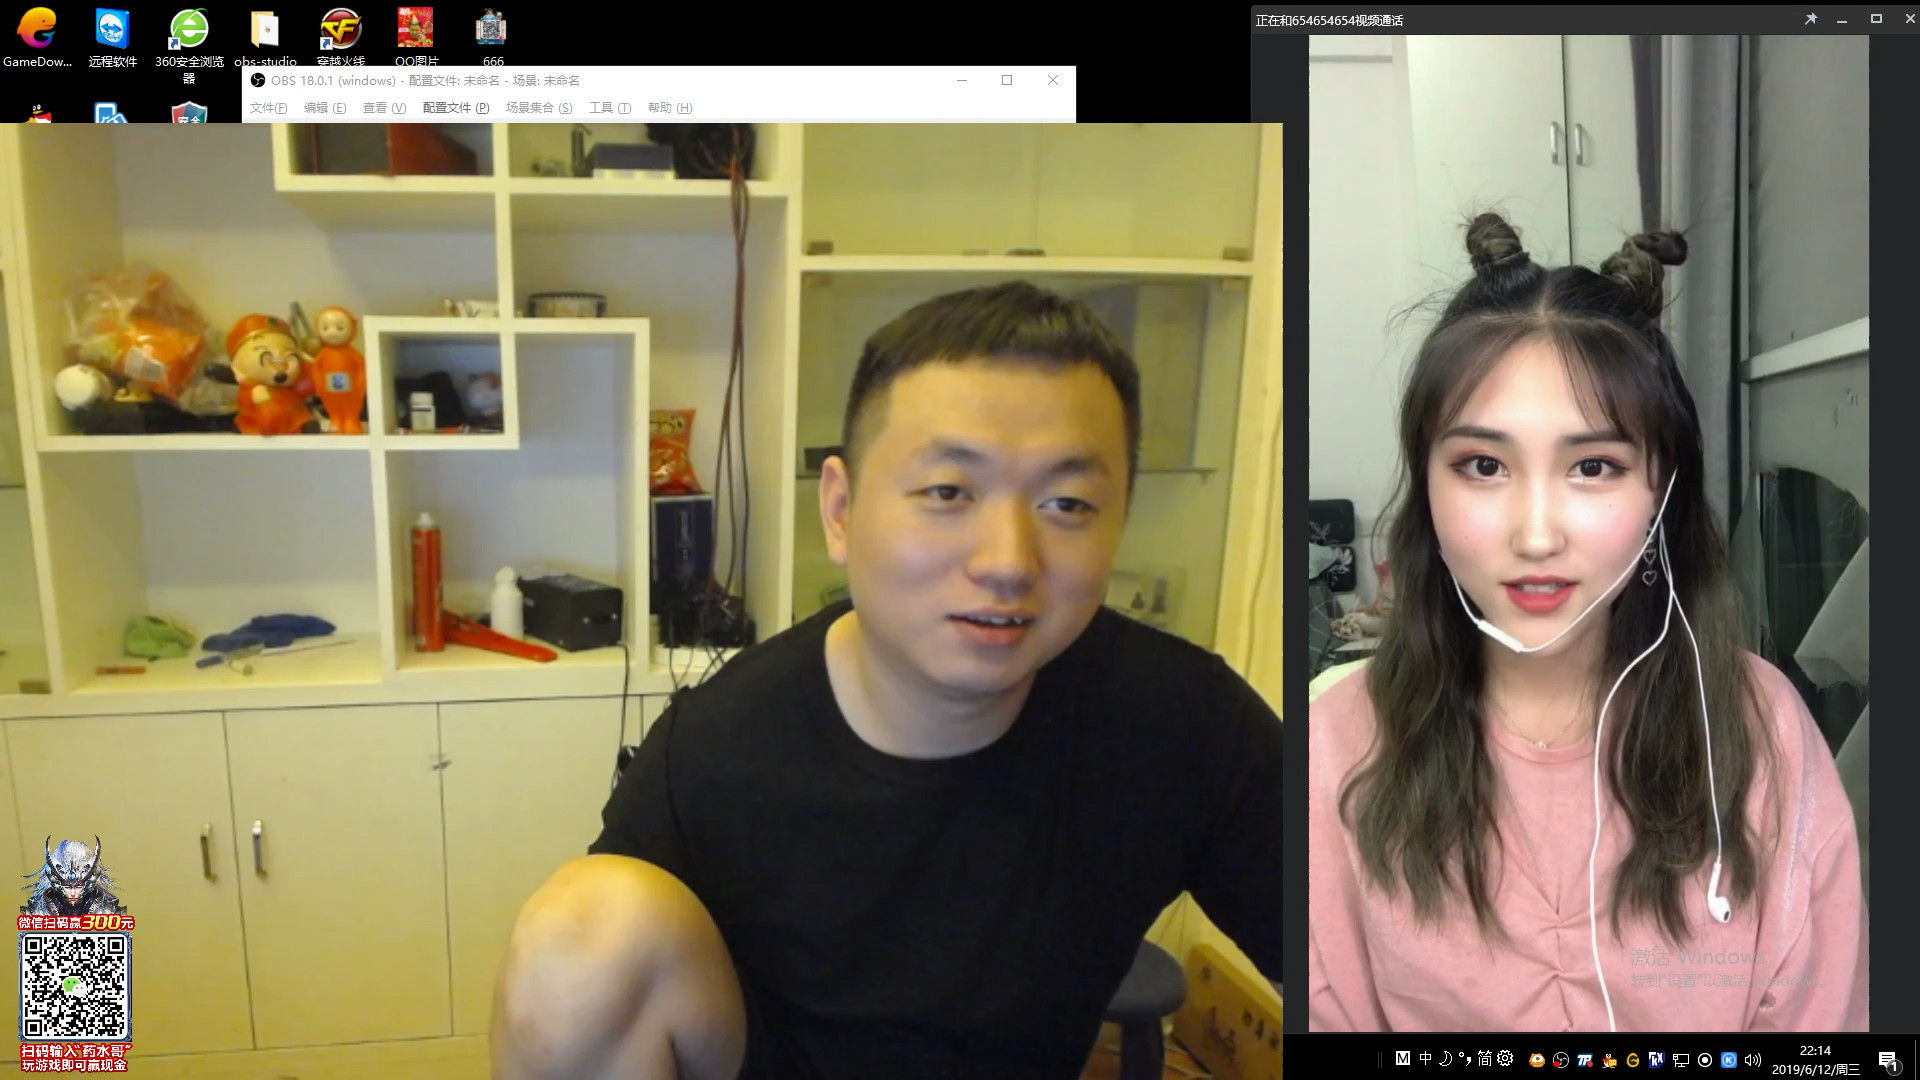 正在和654654654视频通话
GameDow...
远程软件
360安全浏览器
obs-studio
穿越火线
QQ图片
666
OBS 18.0.1 (windows) - 配置文件: 未命名 - 场景: 未命名
文件(F)
编辑 (E)
查看 (V)
配置文件 (P)
场景集合 (S)
工具 (T)
帮助 (H)
安全
微信扫码赢300元
扫码输入"药水哥"
玩游戏即可赢现金
激活 Windows
转到"设置"以激活 Windows
M 中 简
22:14
2019/6/12/周三
1